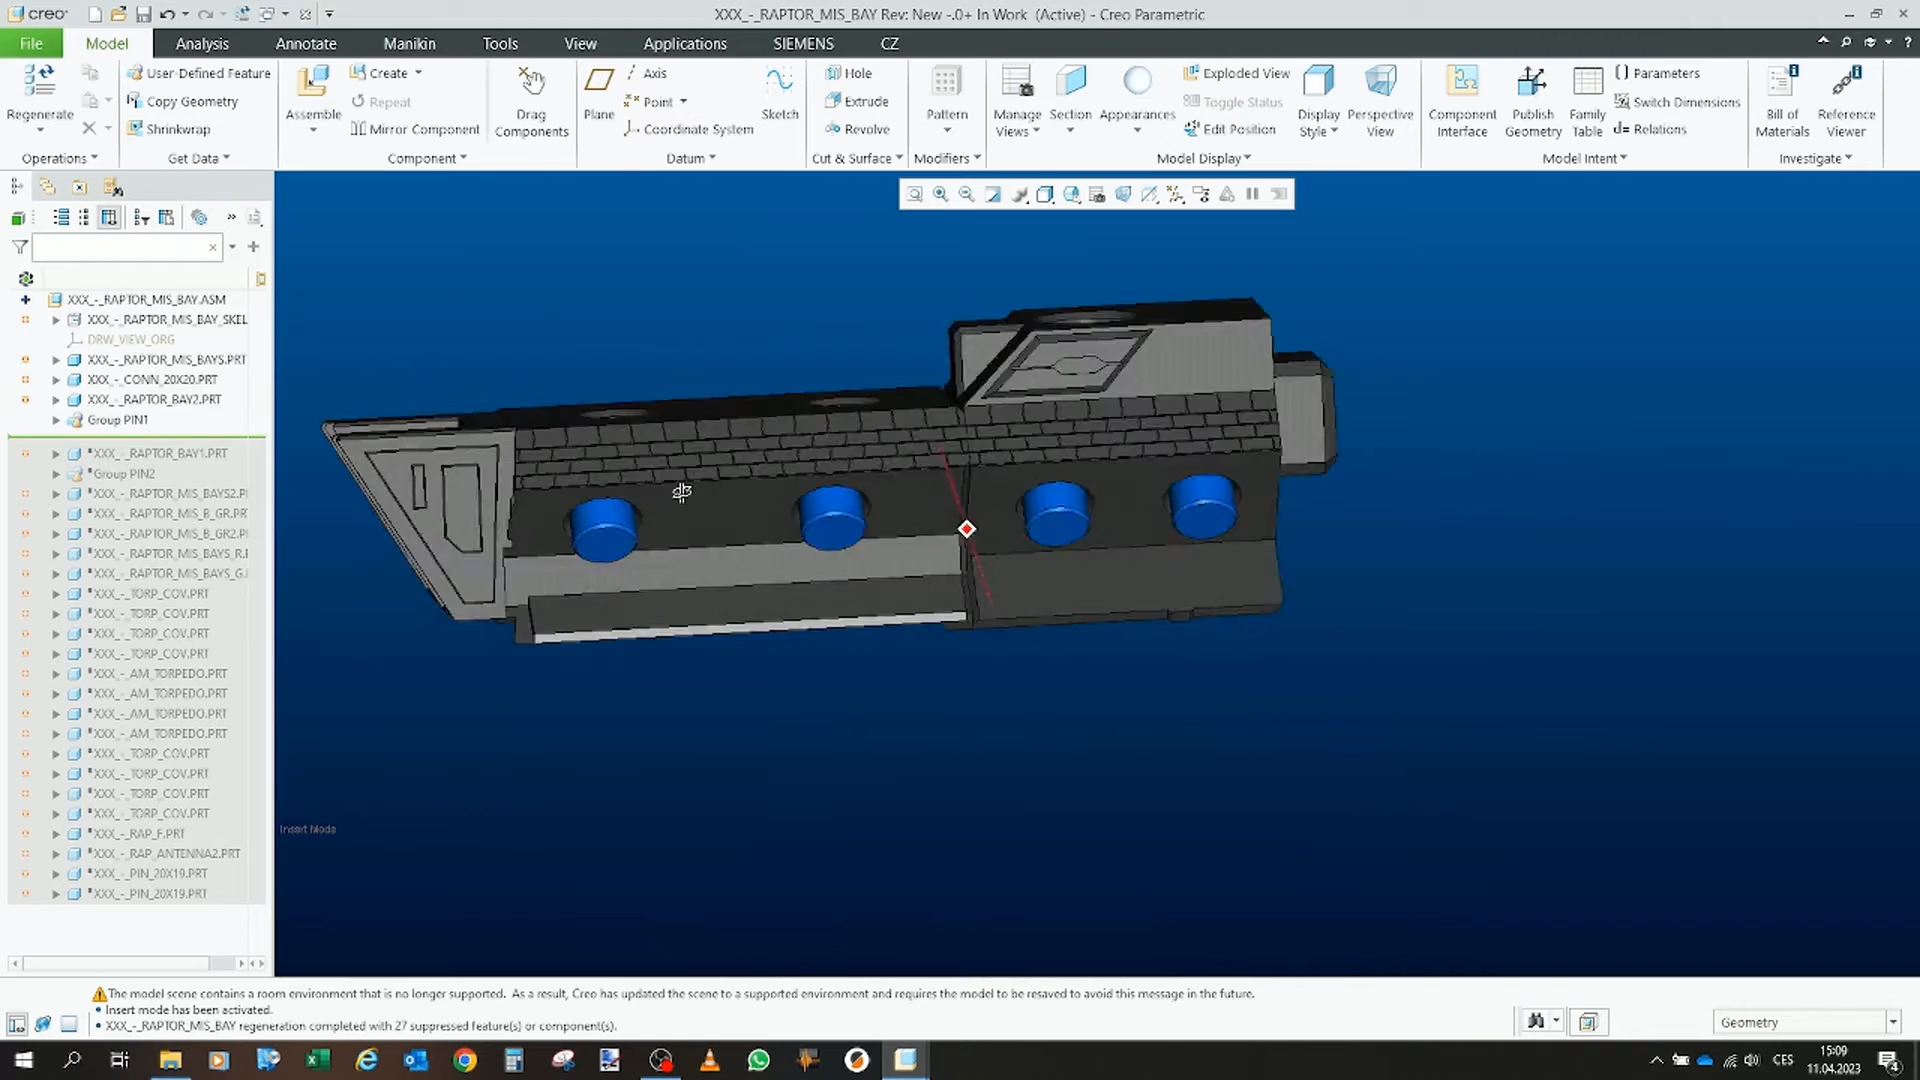 creo
XXX_-_RAPTOR_MIS_BAY Rev: New -.0+ In Work (Active) - Creo Parametric
File Model Analysis Annotate Manikin Tools View Applications SIEMENS CZ
Regenerate
Operations
User-Defined Feature
Copy Geometry
Shrinkwrap
Get Data
Assemble
Create
Repeat
Mirror Component
Component
Drag
Components
Plane
Axis
Point
Coordinate System
Sketch
Datum
Hole
Extrude
Revolve
Cut & Surface
Pattern
Modifiers
Manage
Views
Section
Appearances
Exploded View
Toggle Status
Edit Position
Display
Style
Perspective
View
Model Display
Component
Interface
Publish
Geometry
Family
Table
Parameters
Switch Dimensions
d= Relations
Model Intent
Bill of
Materials
Reference
Viewer
Investigate
XXX_-_RAPTOR_MIS_BAY.ASM
XXX_-_RAPTOR_MIS_BAY_SKEL
DRW_VIEW_ORG
XXX_-_RAPTOR_MIS_BAYS.PRT
XXX_-_CONN_20X20.PRT
XXX_-_RAPTOR_BAY2.PRT
Group PIN1
*XXX_-_RAPTOR_BAY1.PRT
*Group PIN2
*XXX_-_RAPTOR_MIS_BAYS2.P
*XXX_-_RAPTOR_MIS_B_GR.PR
*XXX_-_RAPTOR_MIS_B_GR2.P
*XXX_-_RAPTOR_MIS_BAYS_R.
*XXX_-_RAPTOR_MIS_BAYS_G.
*XXX_-_TORP_COV.PRT
*XXX_-_TORP_COV.PRT
*XXX_-_TORP_COV.PRT
*XXX_-_TORP_COV.PRT
*XXX_-_AM_TORPEDO.PRT
*XXX_-_AM_TORPEDO.PRT
*XXX_-_AM_TORPEDO.PRT
*XXX_-_AM_TORPEDO.PRT
*XXX_-_TORP_COV.PRT
*XXX_-_TORP_COV.PRT
*XXX_-_TORP_COV.PRT
*XXX_-_TORP_COV.PRT
*XXX_-_RAP_F.PRT
*XXX_-_RAP_ANTENNA2.PRT
*XXX_-_PIN_20X19.PRT
*XXX_-_PIN_20X19.PRT
Insert Mode
The model scene contains a room environment that is no longer supported. As a result, Creo has updated the scene to a supported environment and requires the model to be resaved to avoid this message in the future.
• Insert mode has been activated.
• XXX_-_RAPTOR_MIS_BAY regeneration completed with 27 suppressed feature(s) or component(s).
Geometry
CES
15:09
11.04.2023
4